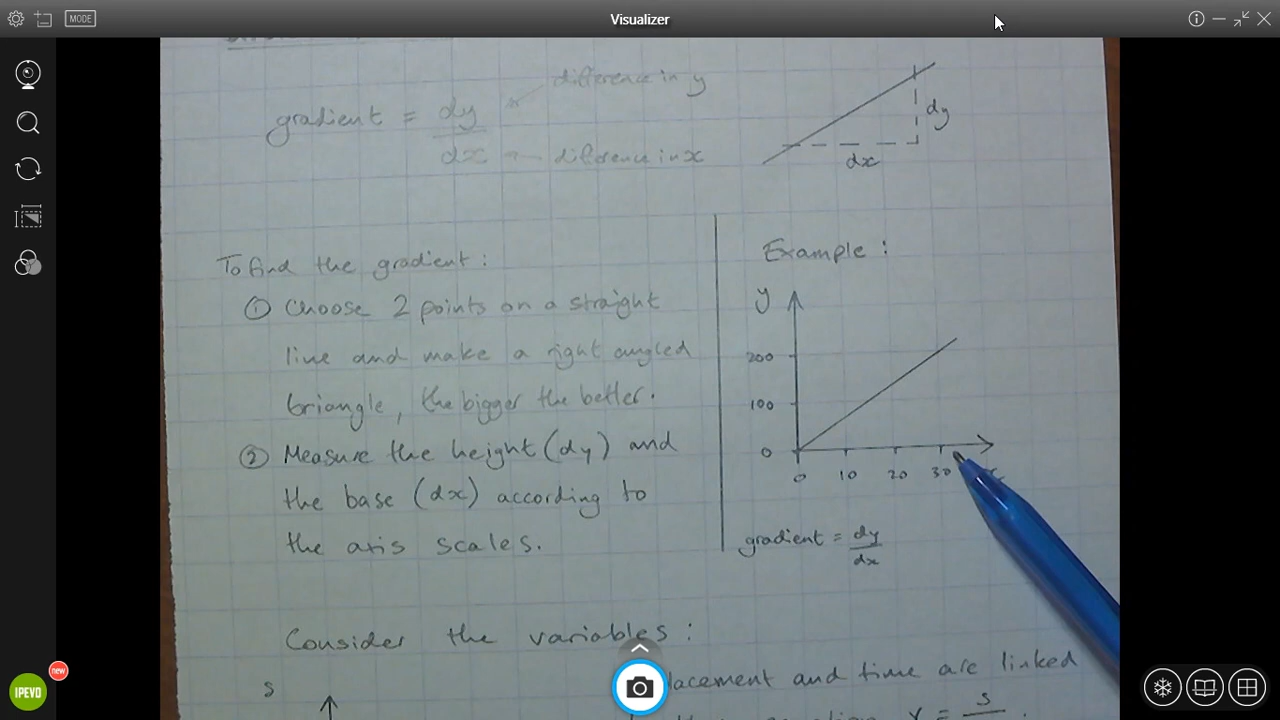 MODE
Visualizer
difference in y
gradient = dy
dx diference in x
dy
dx
To find the gradient :
① Choose 2 points on a straight
line and make a right angled
triangle, the bigger the better.
② Measure the height (dy) and
the base (dx) according to
the axis scales.
Example :
y
200
100
0
0 10 20 30
gradient = dy
dx
Consider the variables :
s
lacement and time are linked
equation v = s
new
IPEVO